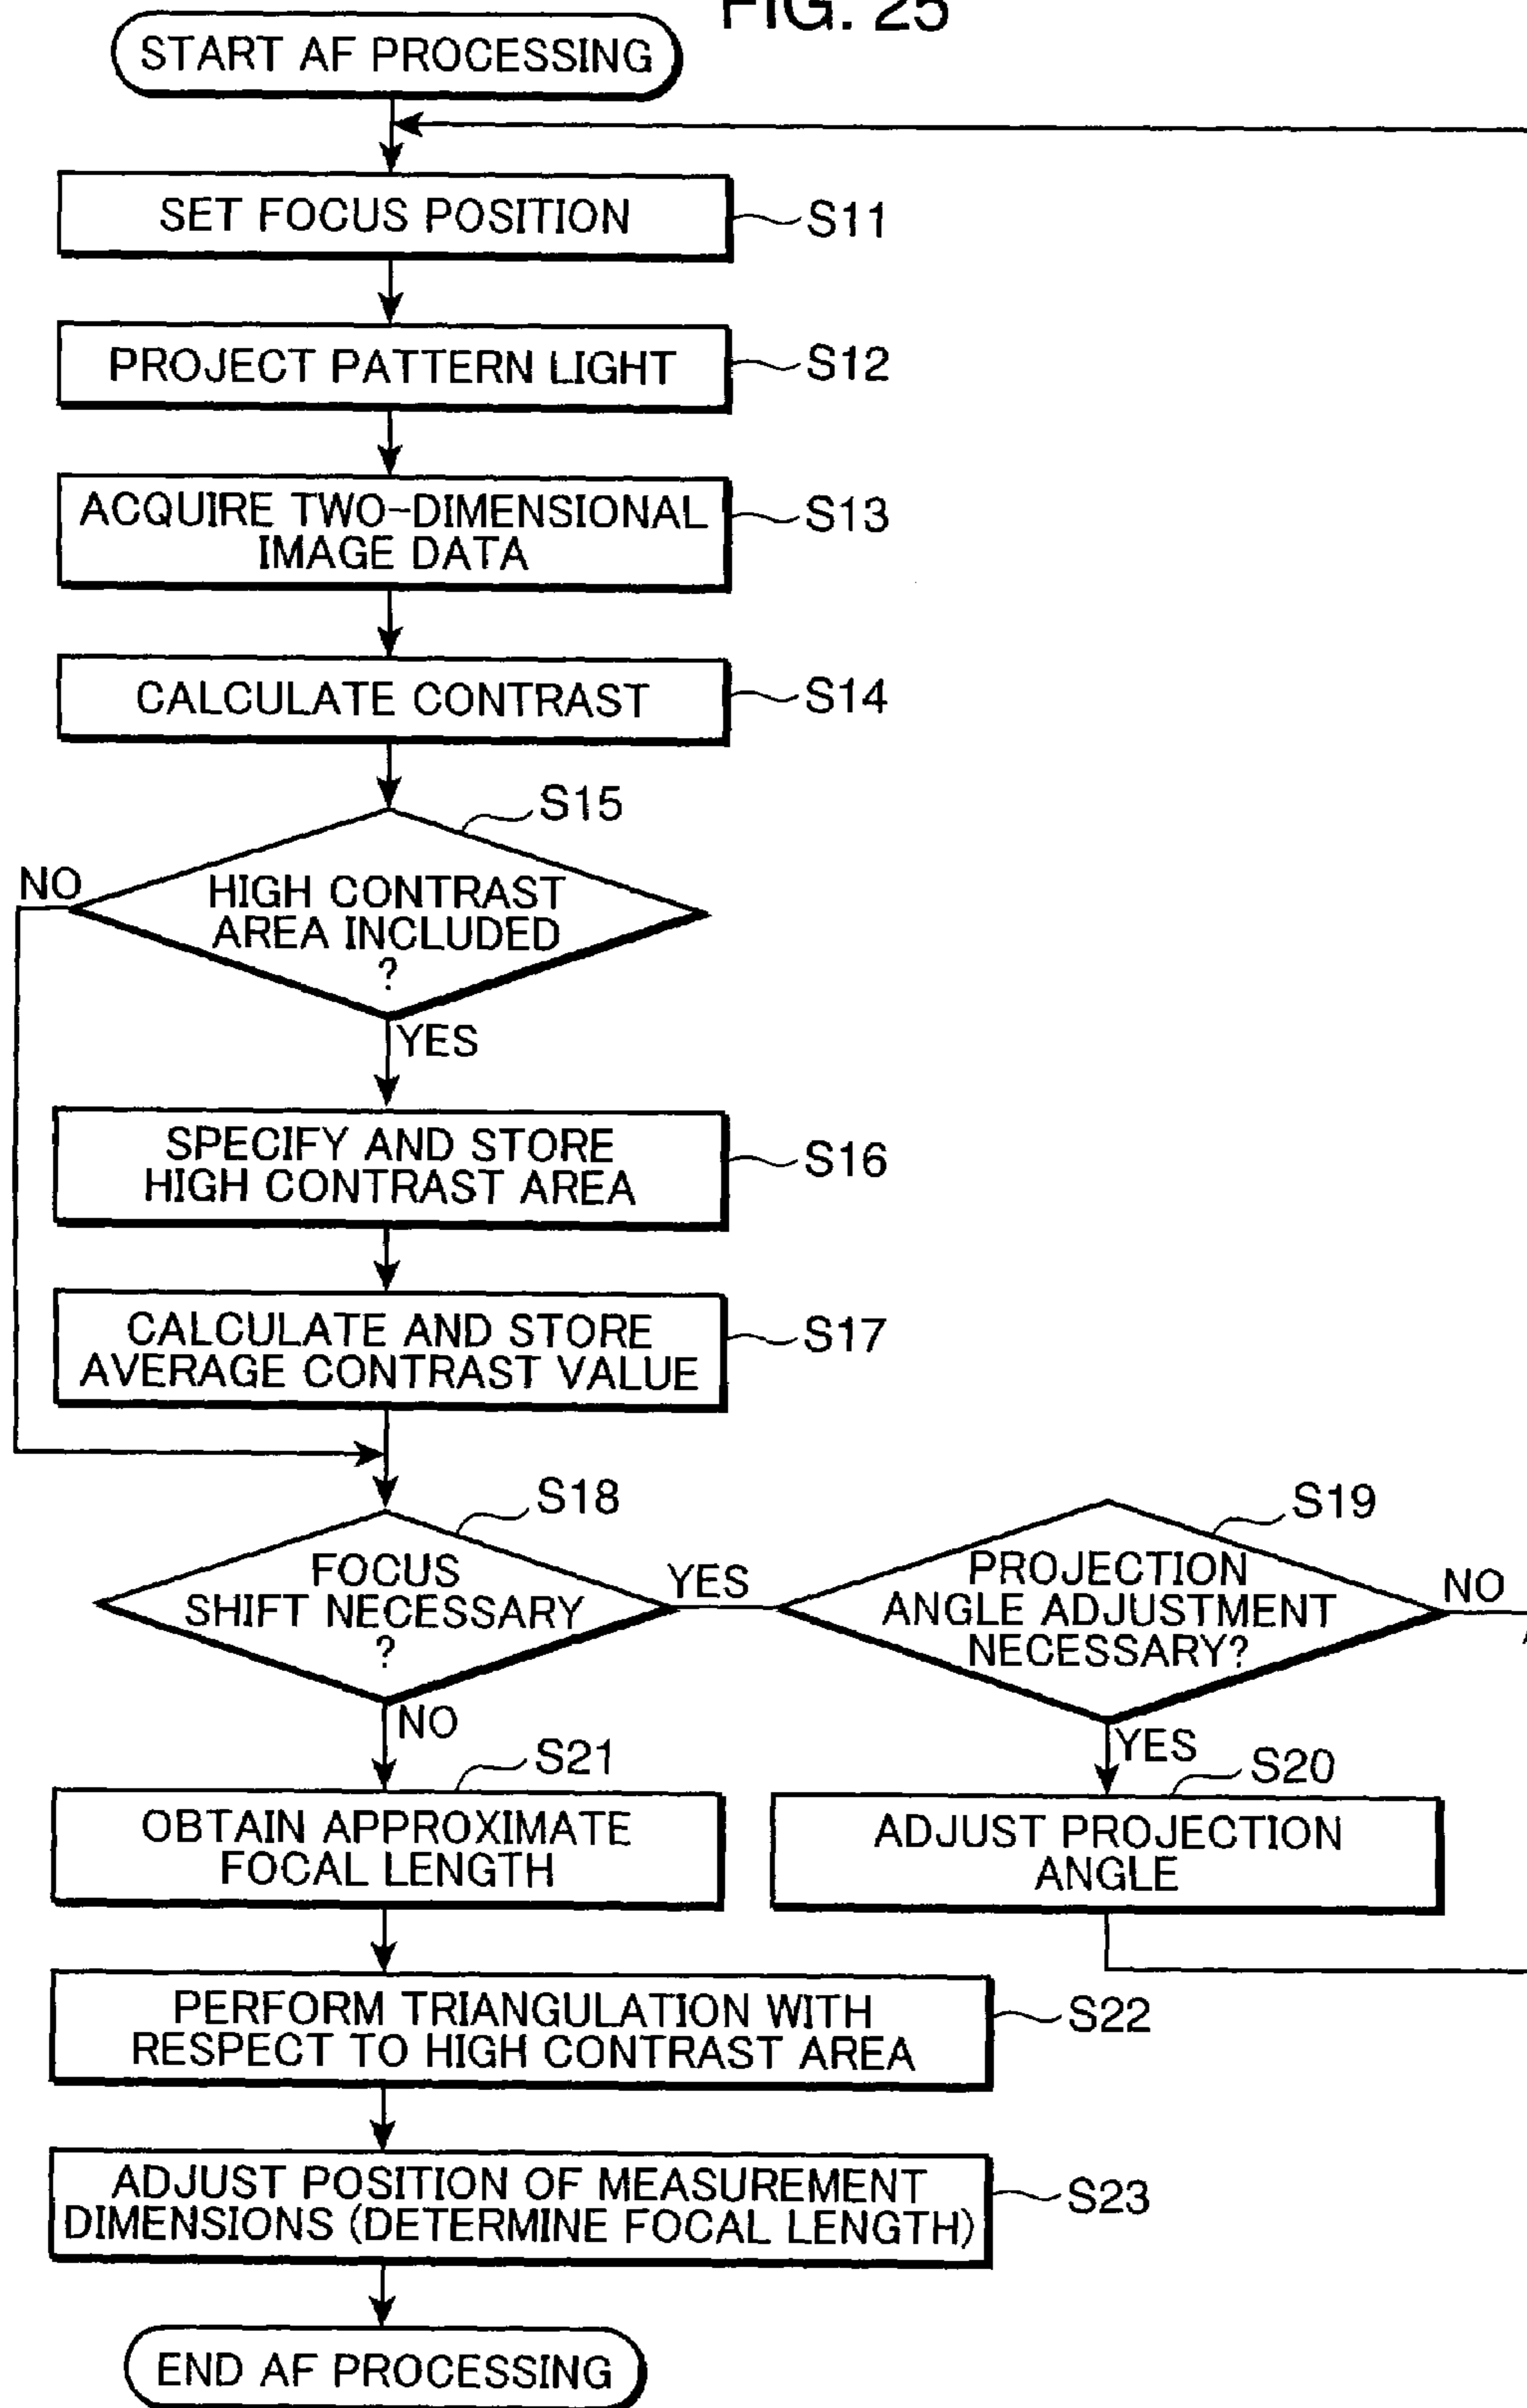 FIG. 25
START AF PROCESSING
SET FOCUS POSITION
S11
PROJECT PATTERN LIGHT
S12
ACQUIRE TWO-DIMENSIONAL
IMAGE DATA
S13
CALCULATE CONTRAST
S14
S15
NO
HIGH CONTRAST
AREA INCLUDED
?
YES
SPECIFY AND STORE
HIGH CONTRAST AREA
S16
CALCULATE AND STORE
AVERAGE CONTRAST VALUE
S17
S18
FOCUS
SHIFT NECESSARY
?
YES
NO
S19
PROJECTION
ANGLE ADJUSTMENT
NECESSARY?
NO
YES
S20
ADJUST PROJECTION
ANGLE
S21
OBTAIN APPROXIMATE
FOCAL LENGTH
PERFORM TRIANGULATION WITH
RESPECT TO HIGH CONTRAST AREA
S22
ADJUST POSITION OF MEASUREMENT
DIMENSIONS (DETERMINE FOCAL LENGTH)
S23
END AF PROCESSING